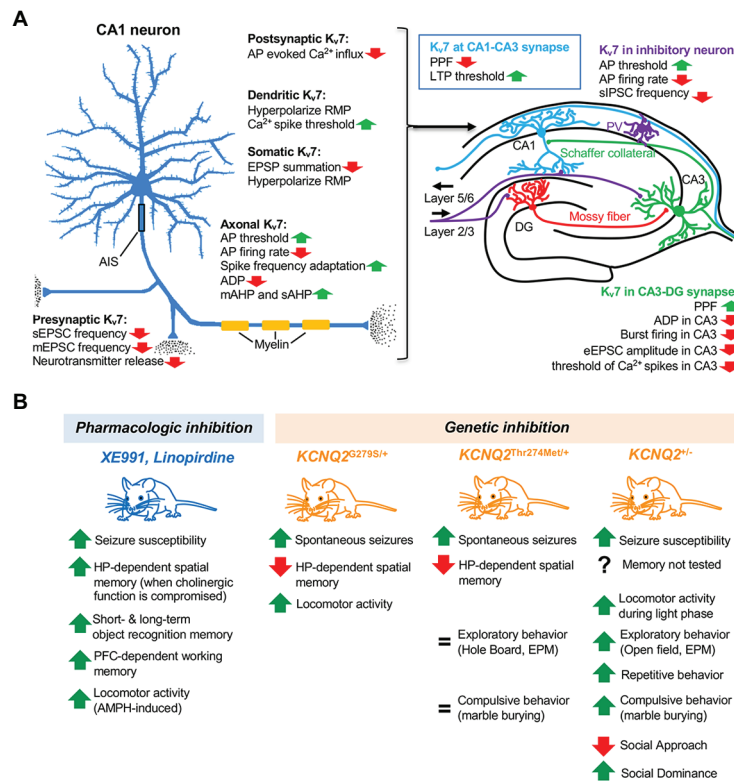 A
CA1 neuron
Postsynaptic Kv7:
AP evoked Ca2+ influx
Dendritic Kv7:
Hyperpolarize RMP
Ca2+ spike threshold
Somatic Kv7:
EPSP summation
Hyperpolarize RMP
Axonal Kv7:
AP threshold
AP firing rate
Spike frequency adaptation
ADP
mAHP and sAHP
AIS
Myelin
Presynaptic Kv7:
sEPSC frequency
mEPSC frequency
Neurotransmitter release
Kv7 at CA1-CA3 synapse
PPF
LTP threshold
Kv7 in inhibitory neuron
AP threshold
AP firing rate
sIPSC frequency
PV
CA1
Schaffer collateral
CA3
Layer 5/6
Layer 2/3
DG
Mossy fiber
Kv7 in CA3-DG synapse
PPF
ADP in CA3
Burst firing in CA3
eEPSC amplitude in CA3
threshold of Ca2+ spikes in CA3
B
Pharmacologic inhibition
Genetic inhibition
XE991, Linopirdine
Seizure susceptibility
HP-dependent spatial
memory (when cholinergic
function is compromised)
Short- & long-term
object recognition memory
PFC-dependent working
memory
Locomotor activity
(AMPH-induced)
KCNQ2G279S/+
Spontaneous seizures
HP-dependent spatial
memory
Locomotor activity
KCNQ2Thr274Met/+
Spontaneous seizures
HP-dependent spatial
memory
= Exploratory behavior
(Hole Board, EPM)
= Compulsive behavior
(marble burying)
KCNQ2+/-
Seizure susceptibility
? Memory not tested
Locomotor activity
during light phase
Exploratory behavior
(Open field, EPM)
Repetitive behavior
Compulsive behavior
(marble burying)
Social Approach
Social Dominance